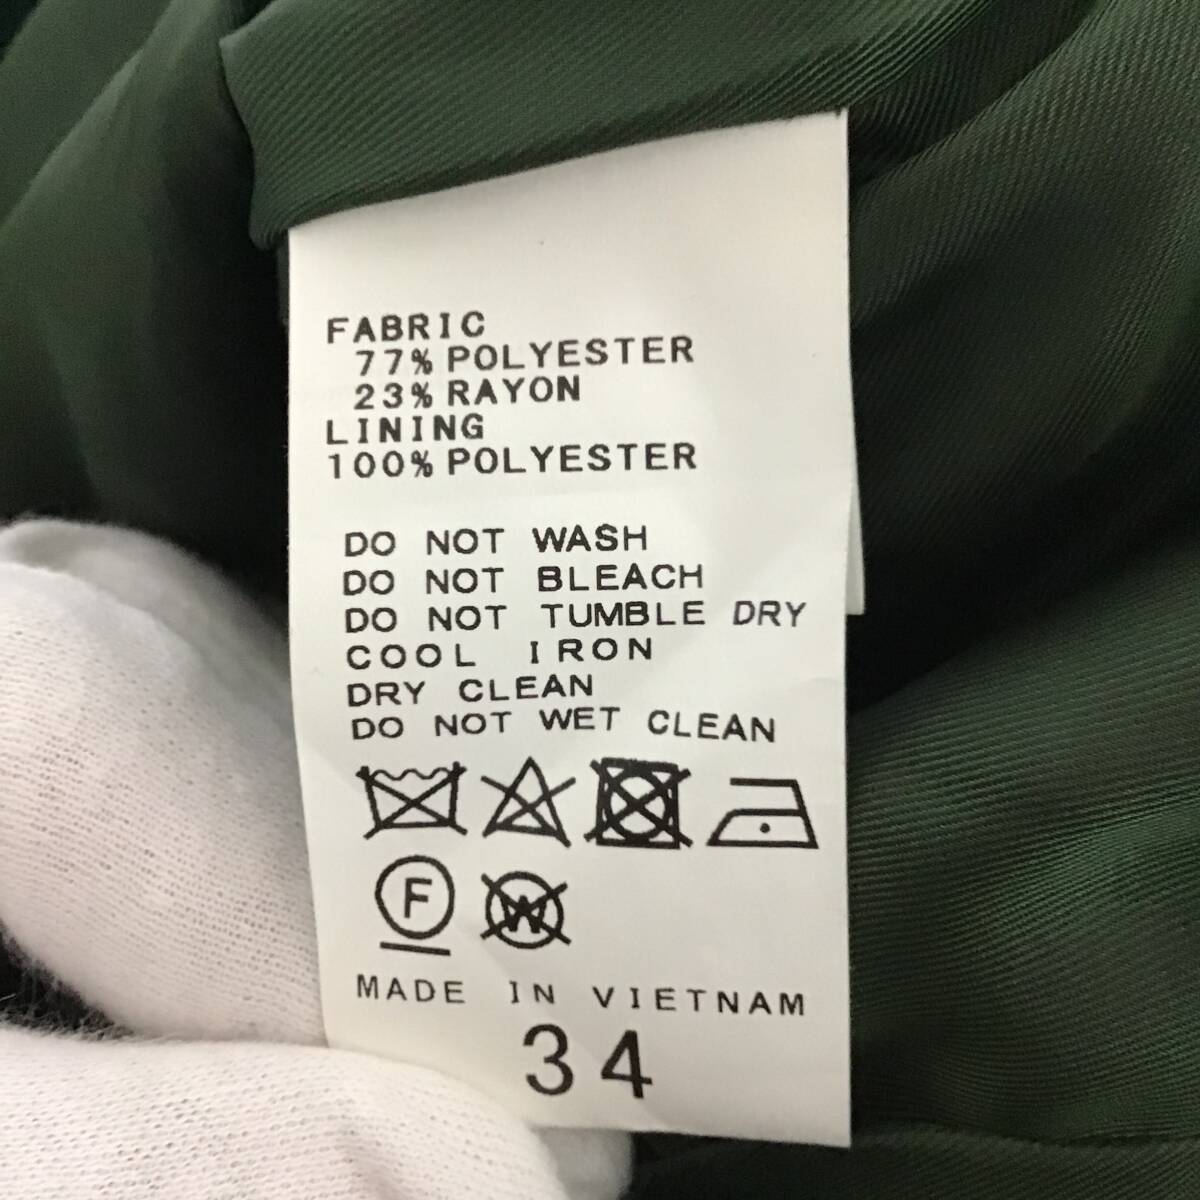 FABRIC
77% POLYESTER
23% RAYON
LINING
100% POLYESTER
DO NOT WASH
DO NOT BLEACH
DO NOT TUMBLE DRY
COOL IRON
DRY CLEAN
DO NOT WET CLEAN
F W
MADE IN VIETNAM
34